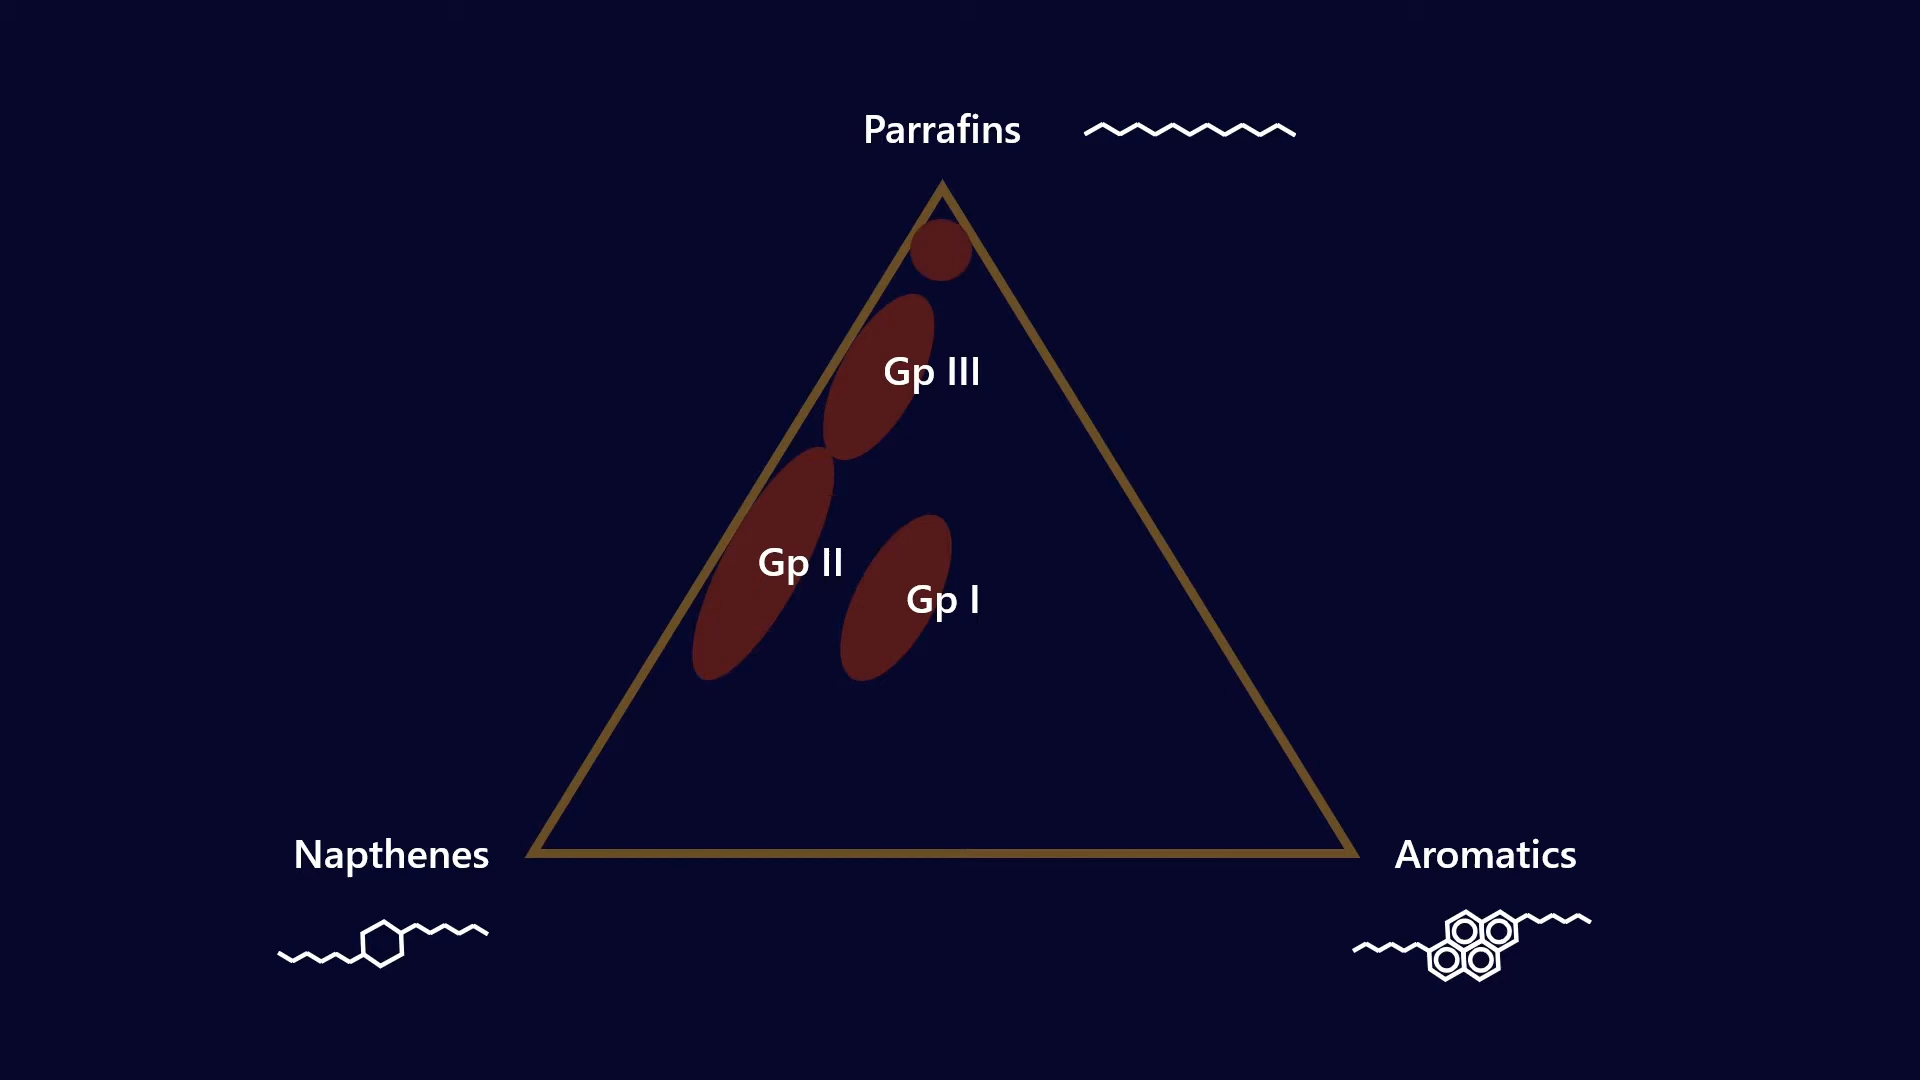 Parrafins
Gp III
Gp II
Gp I
Napthenes
Aromatics